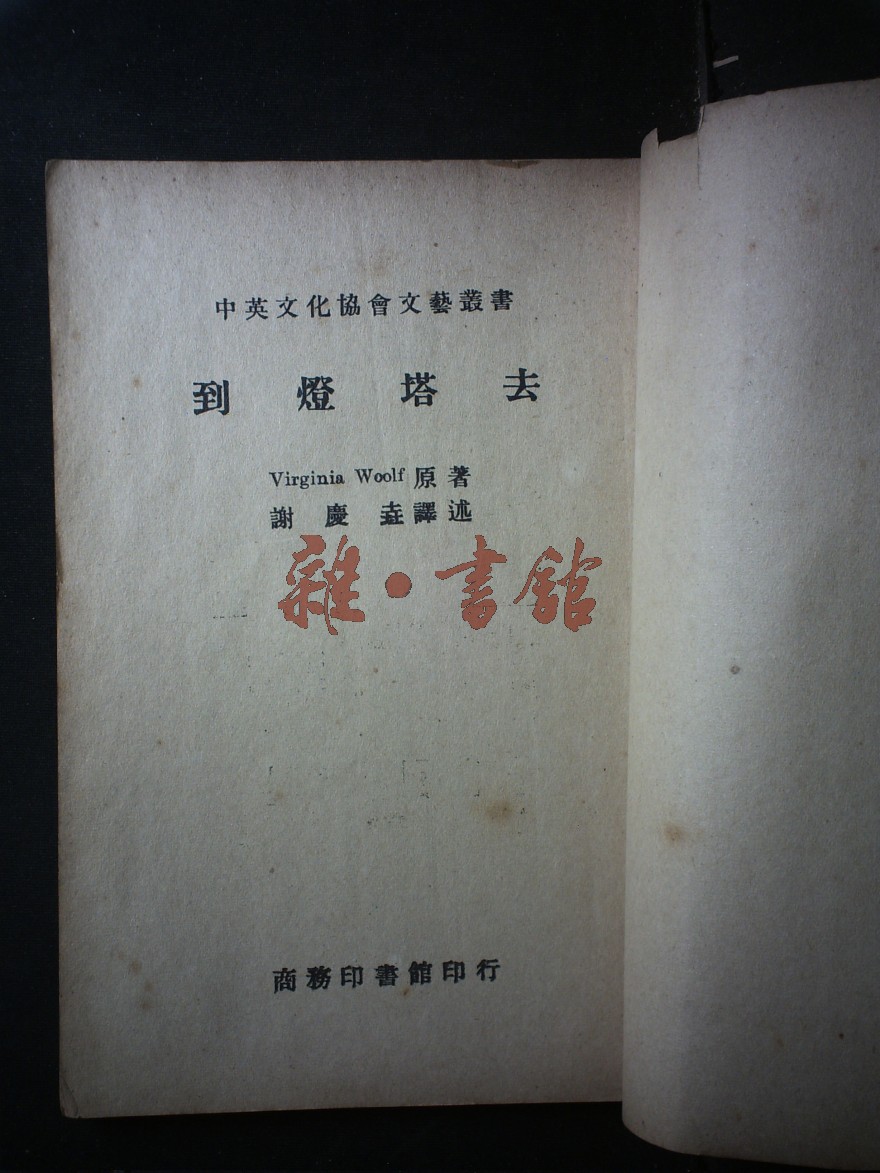 中英文化協會文藝叢書
到燈塔去
Virginia Woolf 原著
謝慶垚譯述
雜·書館
商務印書館印行